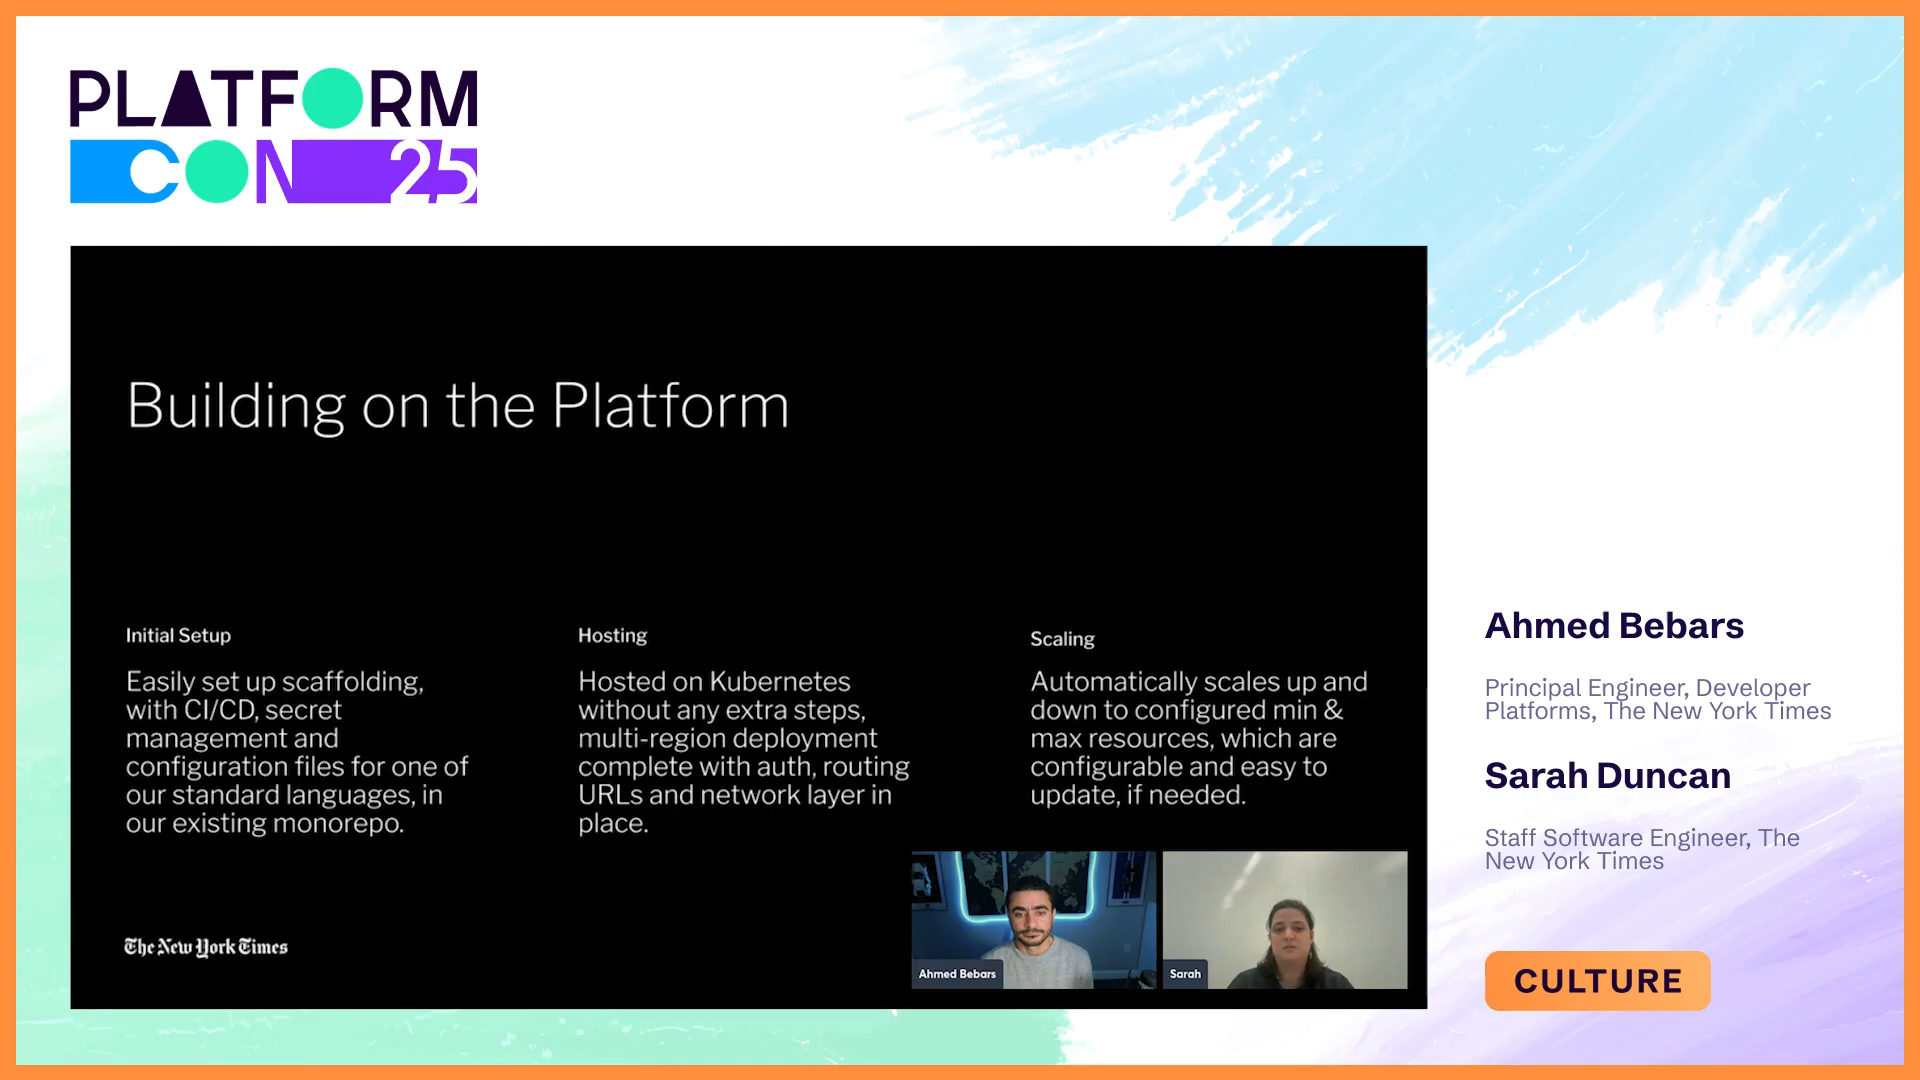 PLATFORM
CON 25
Building on the Platform
Initial Setup
Easily set up scaffolding,
with CI/CD, secret
management and
configuration files for one of
our standard languages, in
our existing monorepo.
Hosting
Hosted on Kubernetes
without any extra steps,
multi-region deployment
complete with auth, routing
URLs and network layer in
place.
Scaling
Automatically scales up and
down to configured min &
max resources, which are
configurable and easy to
update, if needed.
The New York Times
Ahmed Bebars
Sarah
Ahmed Bebars
Principal Engineer, Developer
Platforms, The New York Times
Sarah Duncan
Staff Software Engineer, The
New York Times
CULTURE